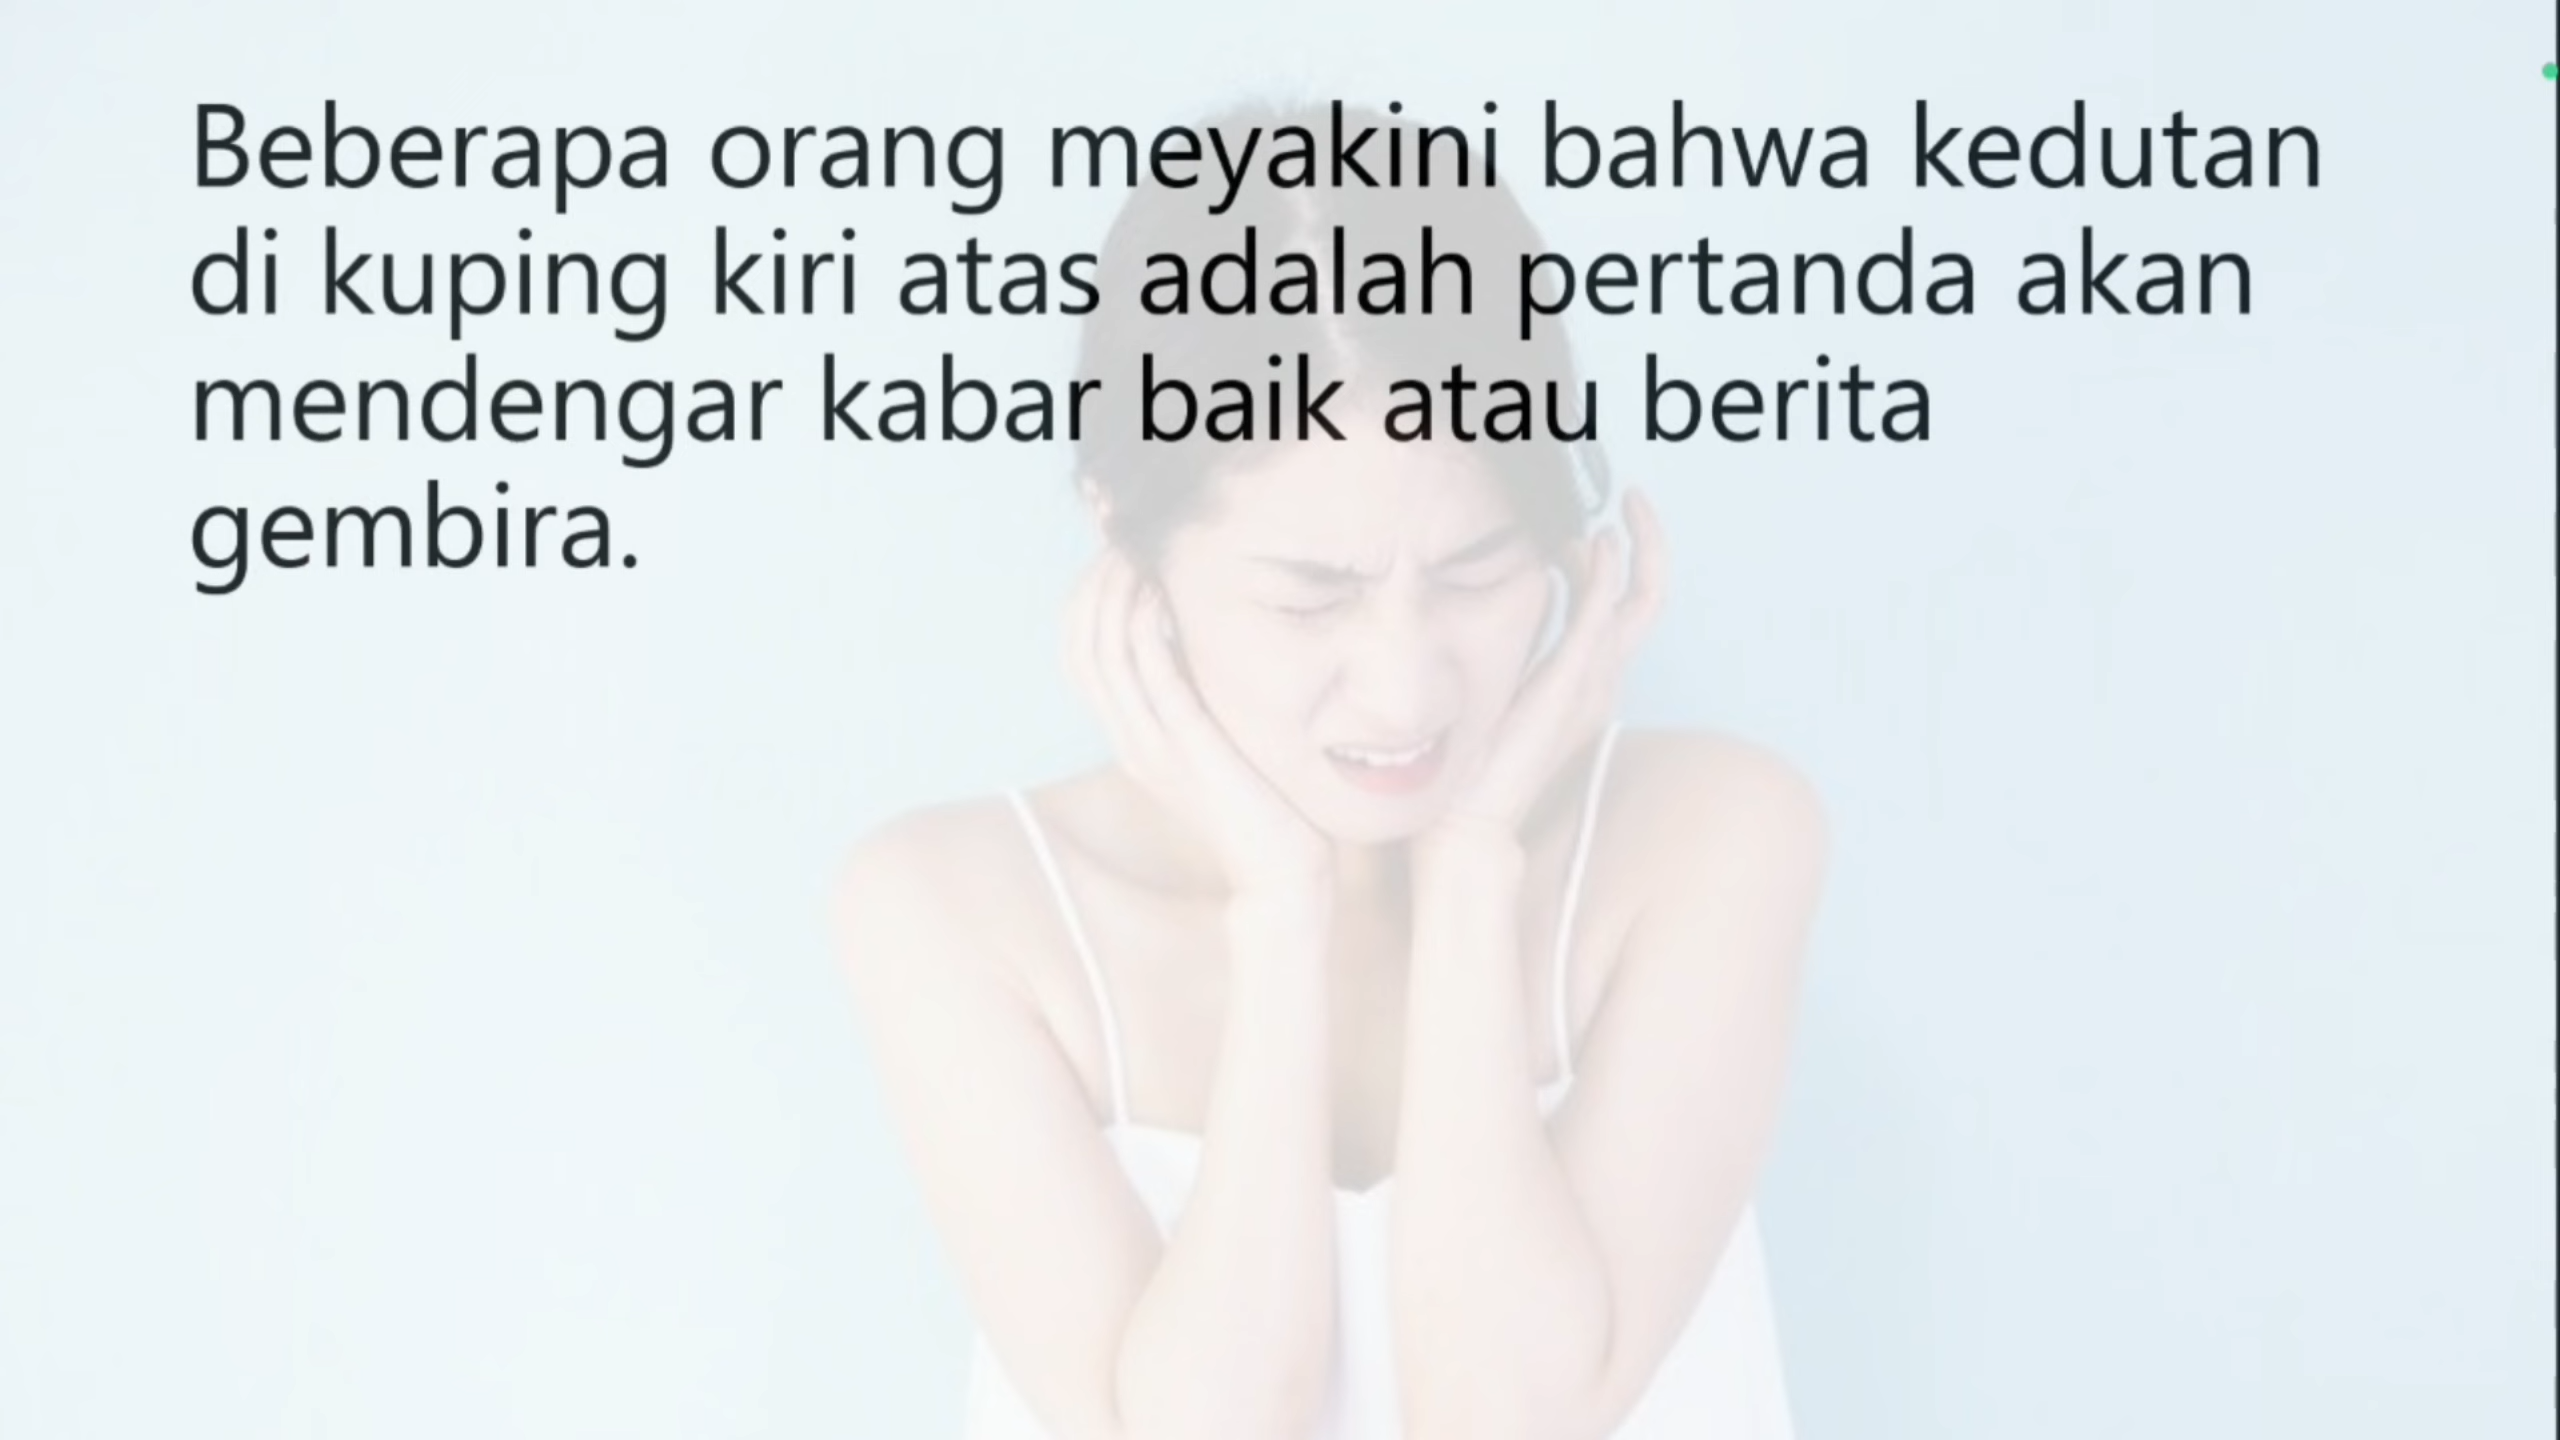 Beberapa orang meyakini bahwa kedutan
di kuping kiri atas adalah pertanda akan
mendengar kabar baik atau berita
gembira.